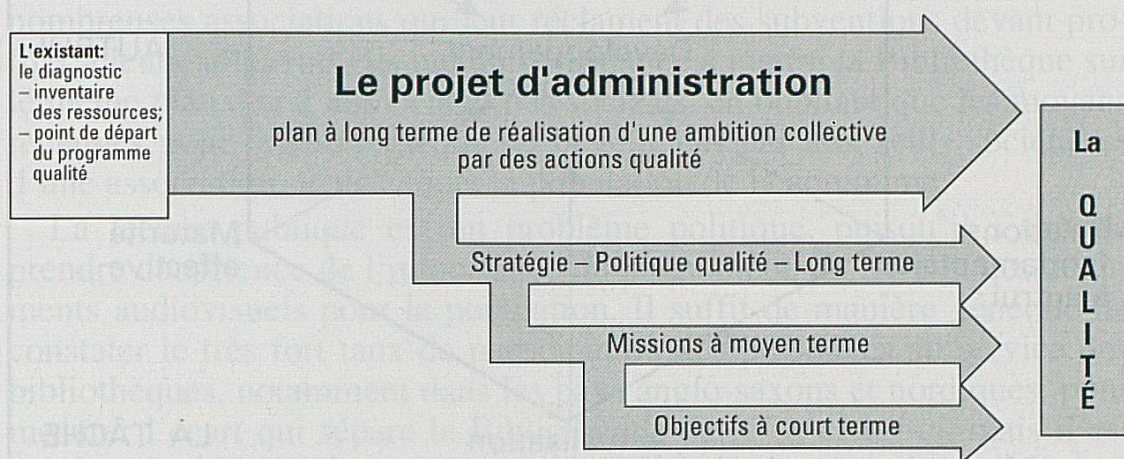 L'existant:
le diagnostic
– inventaire
des ressources;
– point de départ
du programme
qualité
Le projet d'administration
plan à long terme de réalisation d'une ambition collective
par des actions qualité
Stratégie – Politique qualité – Long terme
Missions à moyen terme
Objectifs à court terme
La
QUALITÉ